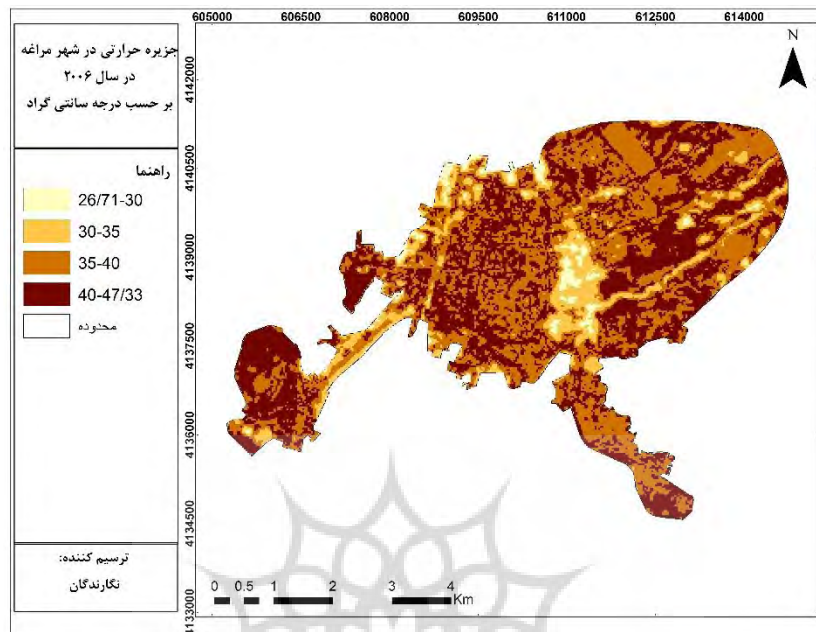 جزیره حرارتی در شهر مراغه
در سال ۲۰۰۶
بر حسب درجه سانتی گراد
راهنما
26/71-30
30-35
35-40
40-47/33
محدوده
ترسیم کننده:
نگارندگان
605000 606500 608000 609500 611000 612500 614000
N
4142000
4140500
4139000
4137500
4136000
4134500
4133000
0 0.5 1 2 3 4
Km